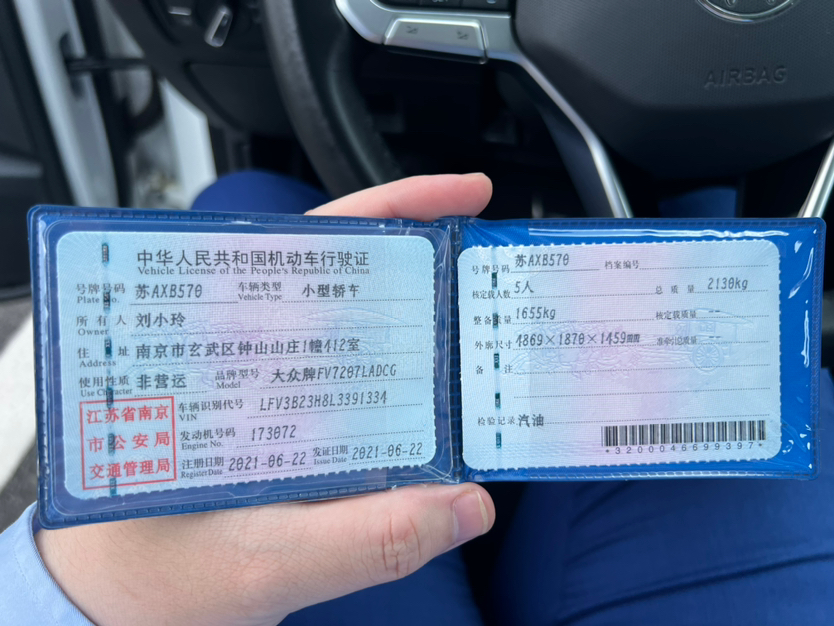 AIRBAG
中华人民共和国机动车行驶证
Vehicle License of the People's Republic of China
号牌号码 苏AXB570 车辆类型 小型轿车
Plate No. Vehicle Type
所有人 刘小玲
Owner
住址 南京市玄武区钟山山庄1幢412室
Address
使用性质 非营运 品牌型号 大众牌FV7207LADCG
Use Character Model
江苏省南京
市公安局
交通管理局
车辆识别代号 LFV3B23H8L3391334
VIN
发动机号码 173072
Engine No.
注册日期 2021-06-22 发证日期 2021-06-22
Register Date Issue Date
号牌号码 苏AXB570 档案编号
核定载人数 5人 总质量 2130kg
整备质量 1655kg 核定载质量 --
外廓尺寸 4869×1870×1459mm 准牵引总质量 --
备注
检验记录 汽油
*3200046699397*